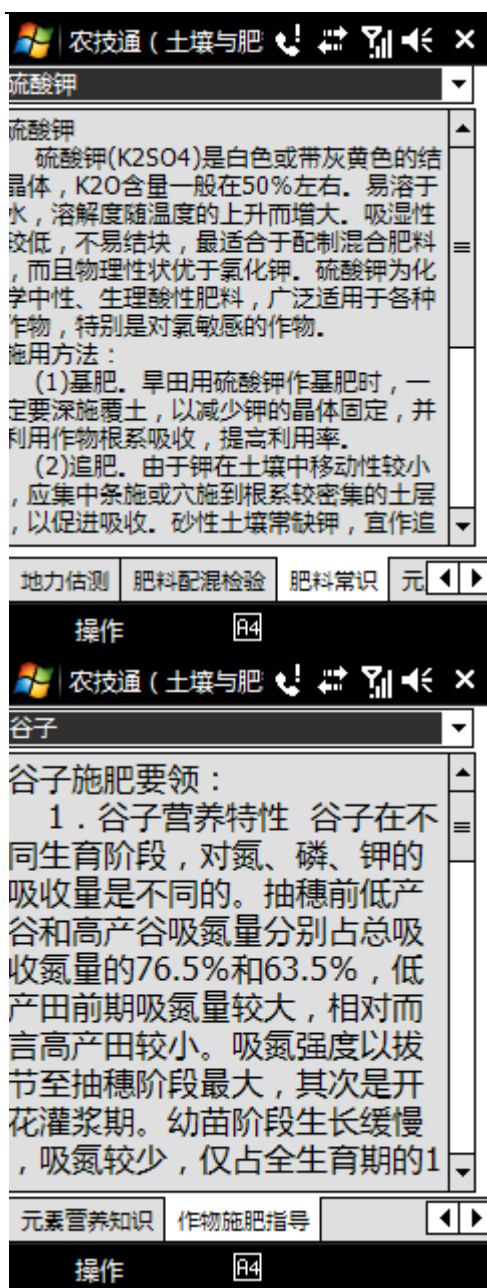 农技通（土壤与肥
硫酸钾
硫酸钾
硫酸钾(K2SO4)是白色或带灰黄色的结
晶体，K2O含量一般在50%左右．易溶于
水，溶解度随温度的上升而增大．吸湿性
较低，不易结块，最适合于配制混合肥料
，而且物理性状优于氯化钾．硫酸钾为化
学中性、生理酸性肥料，广泛适用于各种
作物，特别是对氯敏感的作物．
施用方法：
(1)基肥．旱田用硫酸钾作基肥时，一
定要深施覆土，以减少钾的晶体固定，并
利用作物根系吸收，提高利用率．
(2)追肥．由于钾在土壤中移动性较小
，应集中条施或穴施到根系较密集的土层
，以促进吸收．砂性土壤常缺钾，宜作追
地力估测 肥料配混检验 肥料常识 元
操作 A4
农技通（土壤与肥
谷子
谷子施肥要领：
1．谷子营养特性 谷子在不
同生育阶段，对氮、磷、钾的
吸收量是不同的。抽穗前低产
谷和高产谷吸氮量分别占总吸
收氮量的76.5%和63.5%，低
产田前期吸氮量较大，相对而
言高产田较小。吸氮强度以拔
节至抽穗阶段最大，其次是开
花灌浆期。幼苗阶段生长缓慢
，吸氮较少，仅占全生育期的1
元素营养知识 作物施肥指导
操作 A4